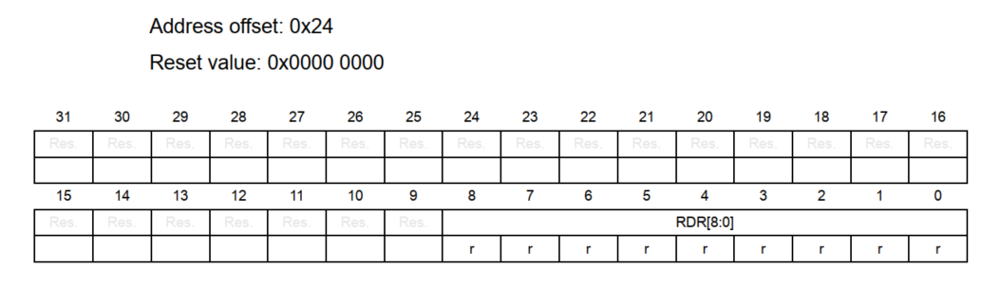 Address offset: 0x24
Reset value: 0x0000 0000
31 30 29 28 27 26 25 24 23 22 21 20 19 18 17 16
Res. Res. Res. Res. Res. Res. Res. Res. Res. Res. Res. Res. Res. Res. Res. Res.
15 14 13 12 11 10 9 8 7 6 5 4 3 2 1 0
Res. Res. Res. Res. Res. Res. Res. RDR[8:0]
r r r r r r r r r